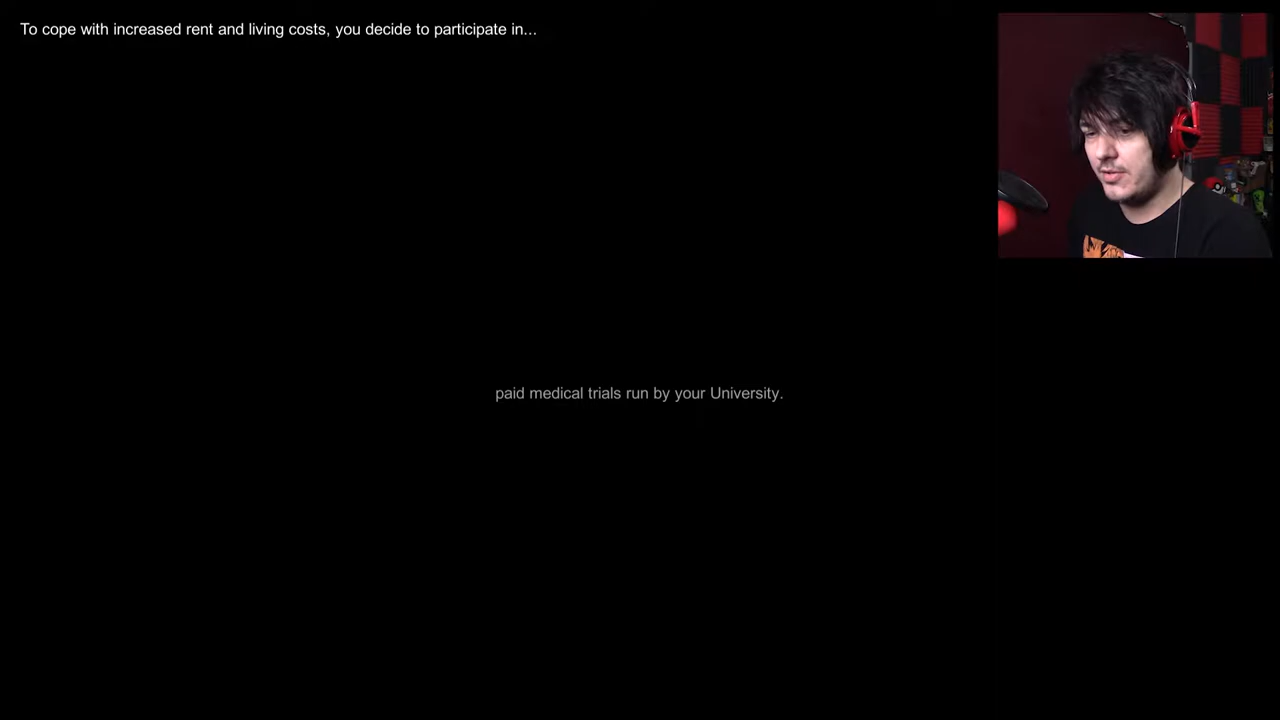 To cope with increased rent and living costs, you decide to participate in...
paid medical trials run by your University.